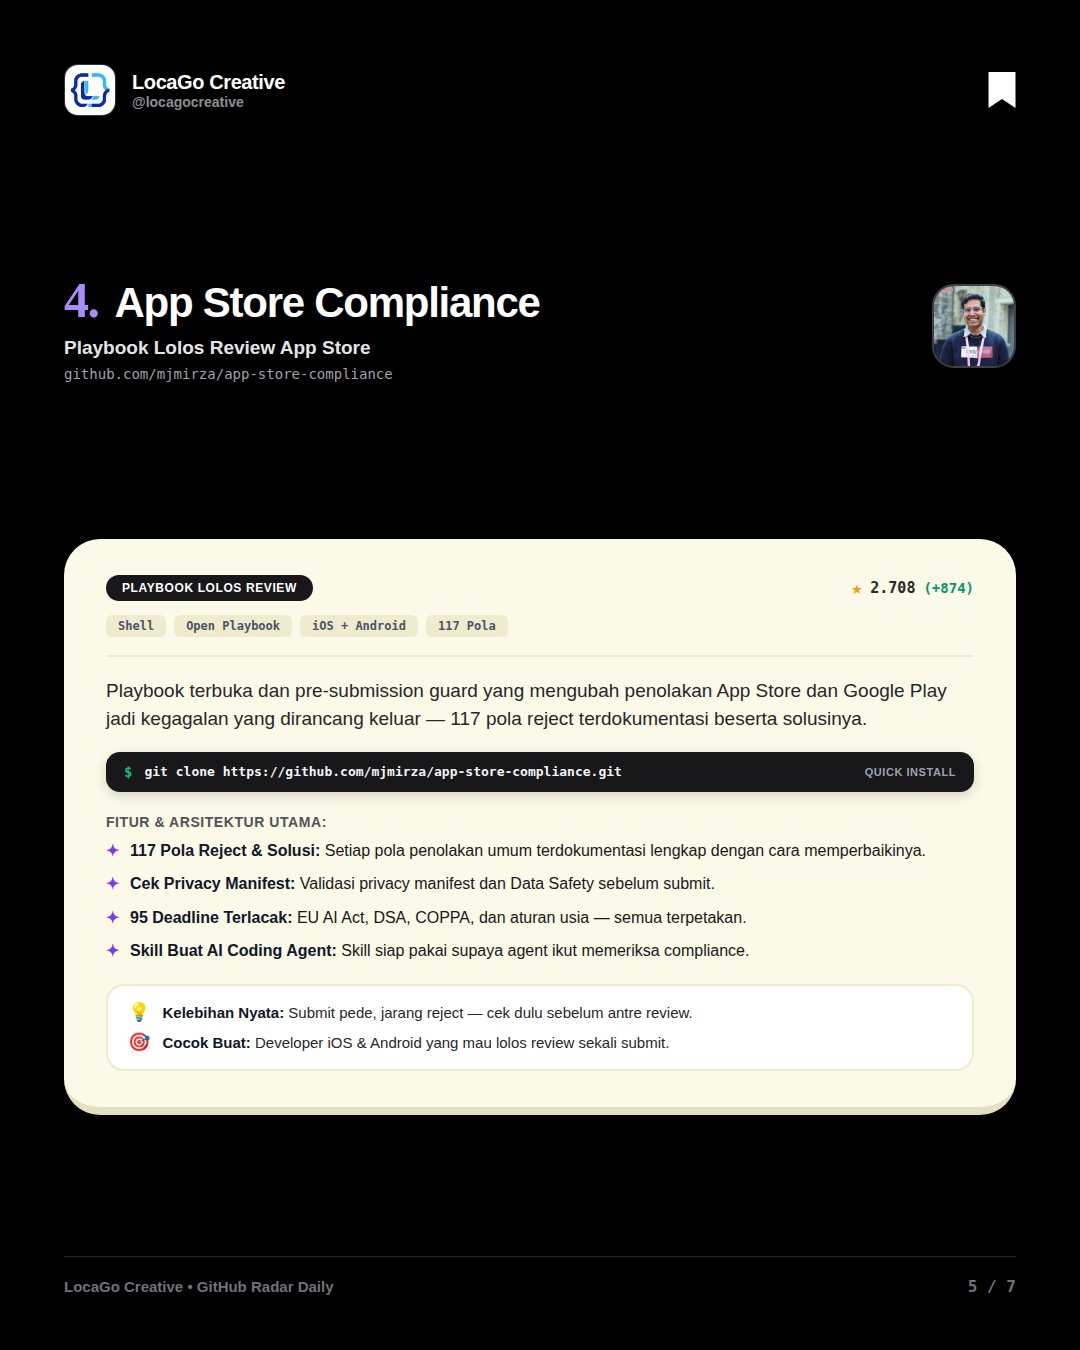 LocaGo Creative
@locagocreative
4. App Store Compliance
Playbook Lolos Review App Store
github.com/mjmirza/app-store-compliance
PLAYBOOK LOLOS REVIEW
★ 2.708 (+874)
Shell
Open Playbook
iOS + Android
117 Pola
Playbook terbuka dan pre-submission guard yang mengubah penolakan App Store dan Google Play
jadi kegagalan yang dirancang keluar — 117 pola reject terdokumentasi beserta solusinya.
$ git clone https://github.com/mjmirza/app-store-compliance.git
QUICK INSTALL
FITUR & ARSITEKTUR UTAMA:
✦ 117 Pola Reject & Solusi: Setiap pola penolakan umum terdokumentasi lengkap dengan cara memperbaikinya.
✦ Cek Privacy Manifest: Validasi privacy manifest dan Data Safety sebelum submit.
✦ 95 Deadline Terlacak: EU AI Act, DSA, COPPA, dan aturan usia — semua terpetakan.
✦ Skill Buat AI Coding Agent: Skill siap pakai supaya agent ikut memeriksa compliance.
💡 Kelebihan Nyata: Submit pede, jarang reject — cek dulu sebelum antre review.
🎯 Cocok Buat: Developer iOS & Android yang mau lolos review sekali submit.
LocaGo Creative • GitHub Radar Daily
5 / 7